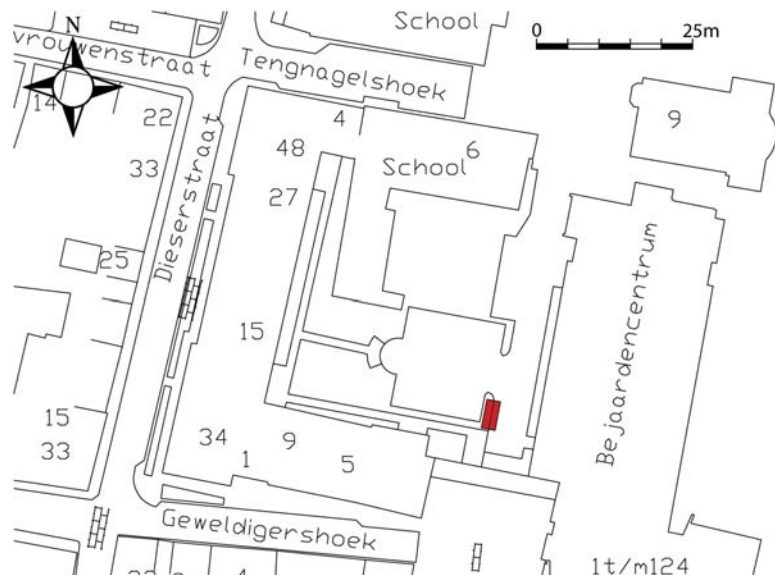 School
0 25m
N
vrouwenstraat
Tengnagelshoek
14
22
4
9
48
6
33
School
27
Dieserstraat
25
Bejaardencentrum
15
15
34
9
33
1
5
Geweldigershoek
1t/m124